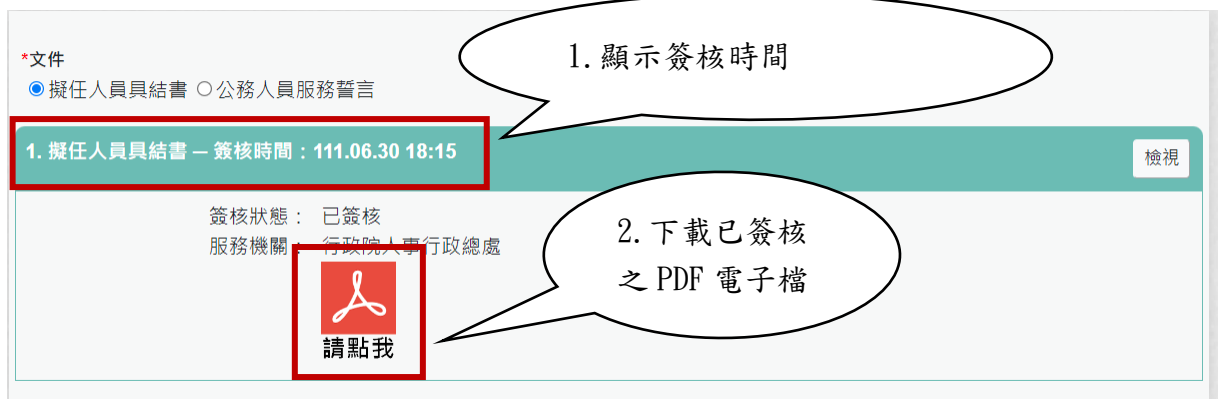 1.顯示簽核時間
*文件
擬任人員具結書 公務人員服務誓言
1. 擬任人員具結書 ─ 簽核時間：111.06.30 18:15
檢視
簽核狀態： 已簽核
服務機關： 行政院人事行政總處
2.下載已簽核
之 PDF 電子檔
請點我